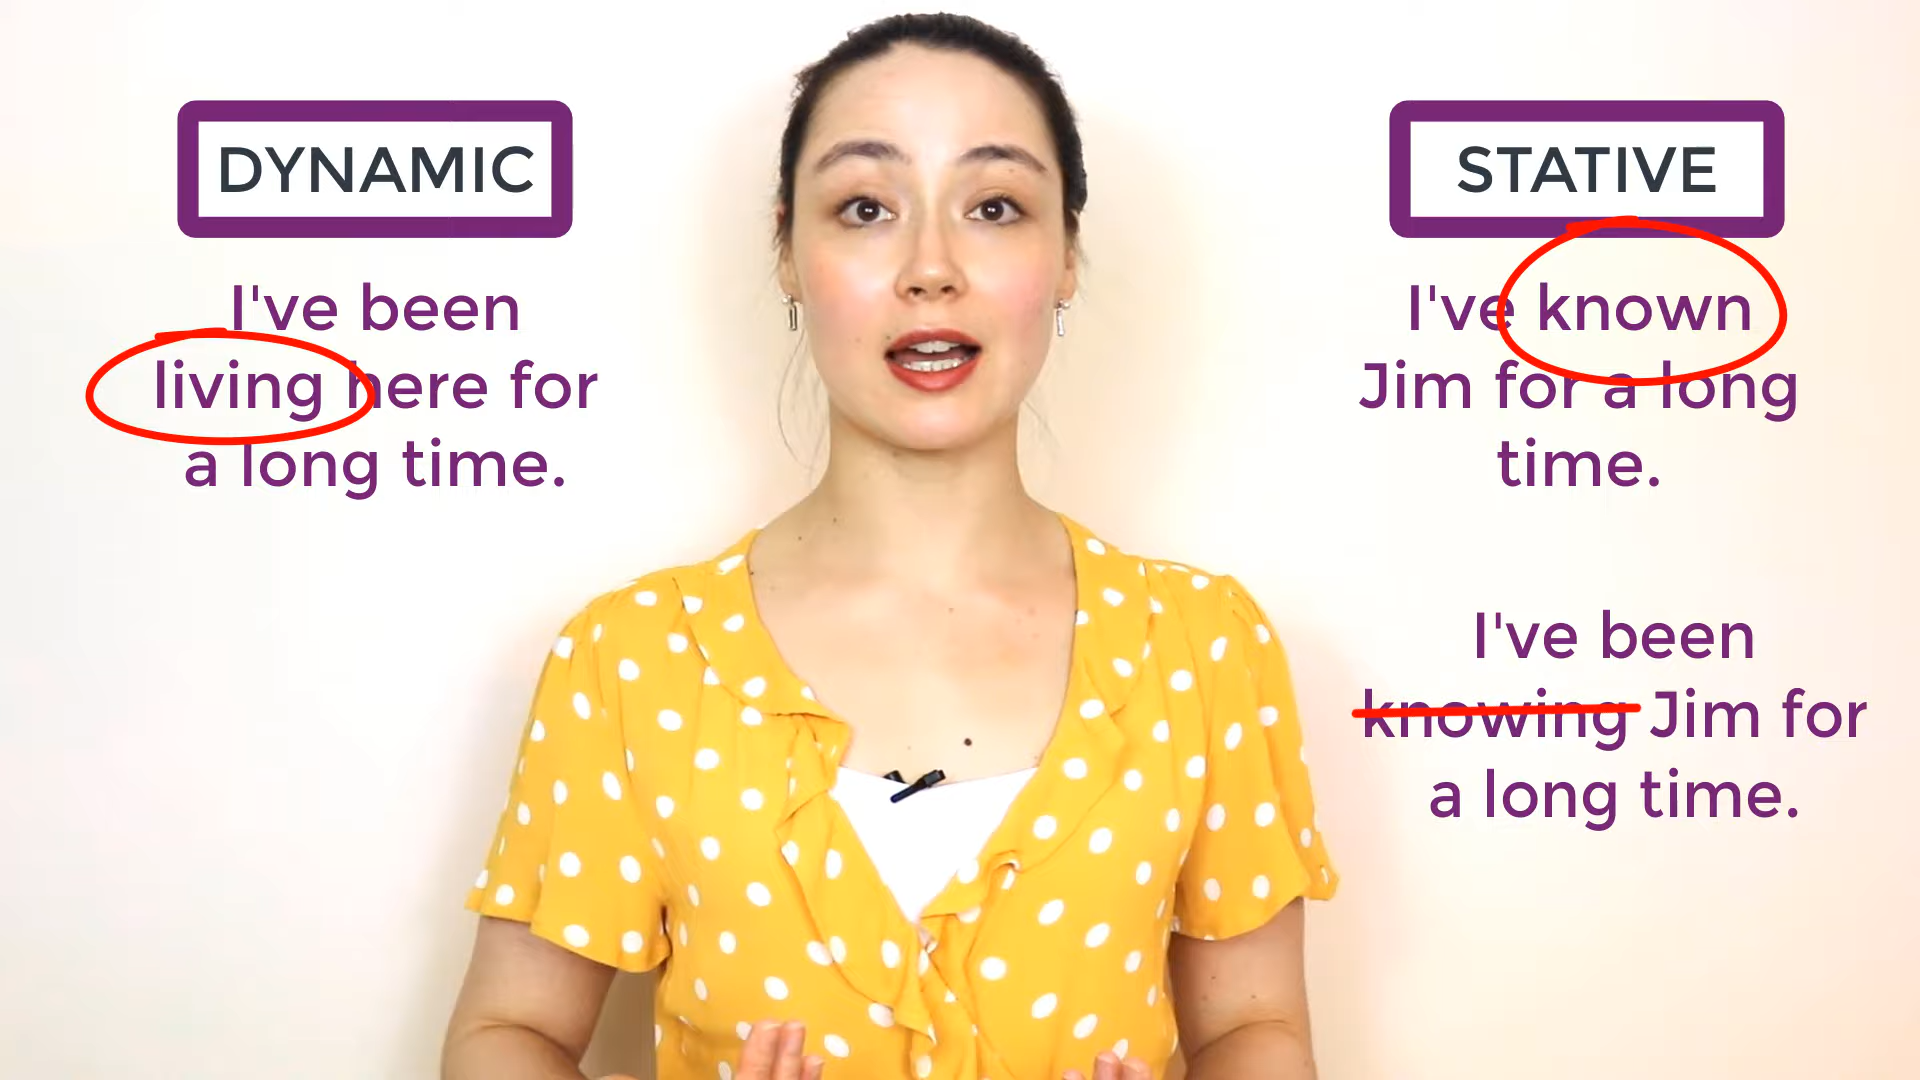 DYNAMIC
I've been
living here for
a long time.
STATIVE
I've known
Jim for a long
time.
I've been
knowing Jim for
a long time.